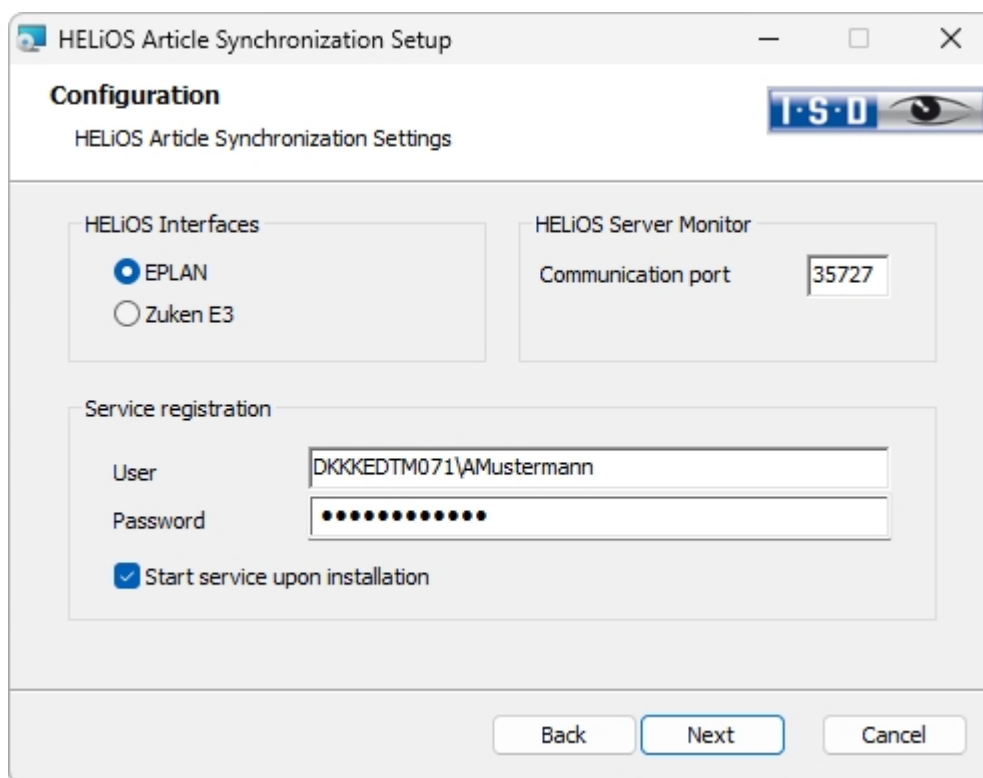 HELiOS Article Synchronization Setup
Configuration
HELiOS Article Synchronization Settings
I·S·D
HELiOS Interfaces
EPLAN
Zuken E3
HELiOS Server Monitor
Communication port 35727
Service registration
User DKKKEDTM071\AMustermann
Password ●●●●●●●●●●●●
Start service upon installation
Back Next Cancel